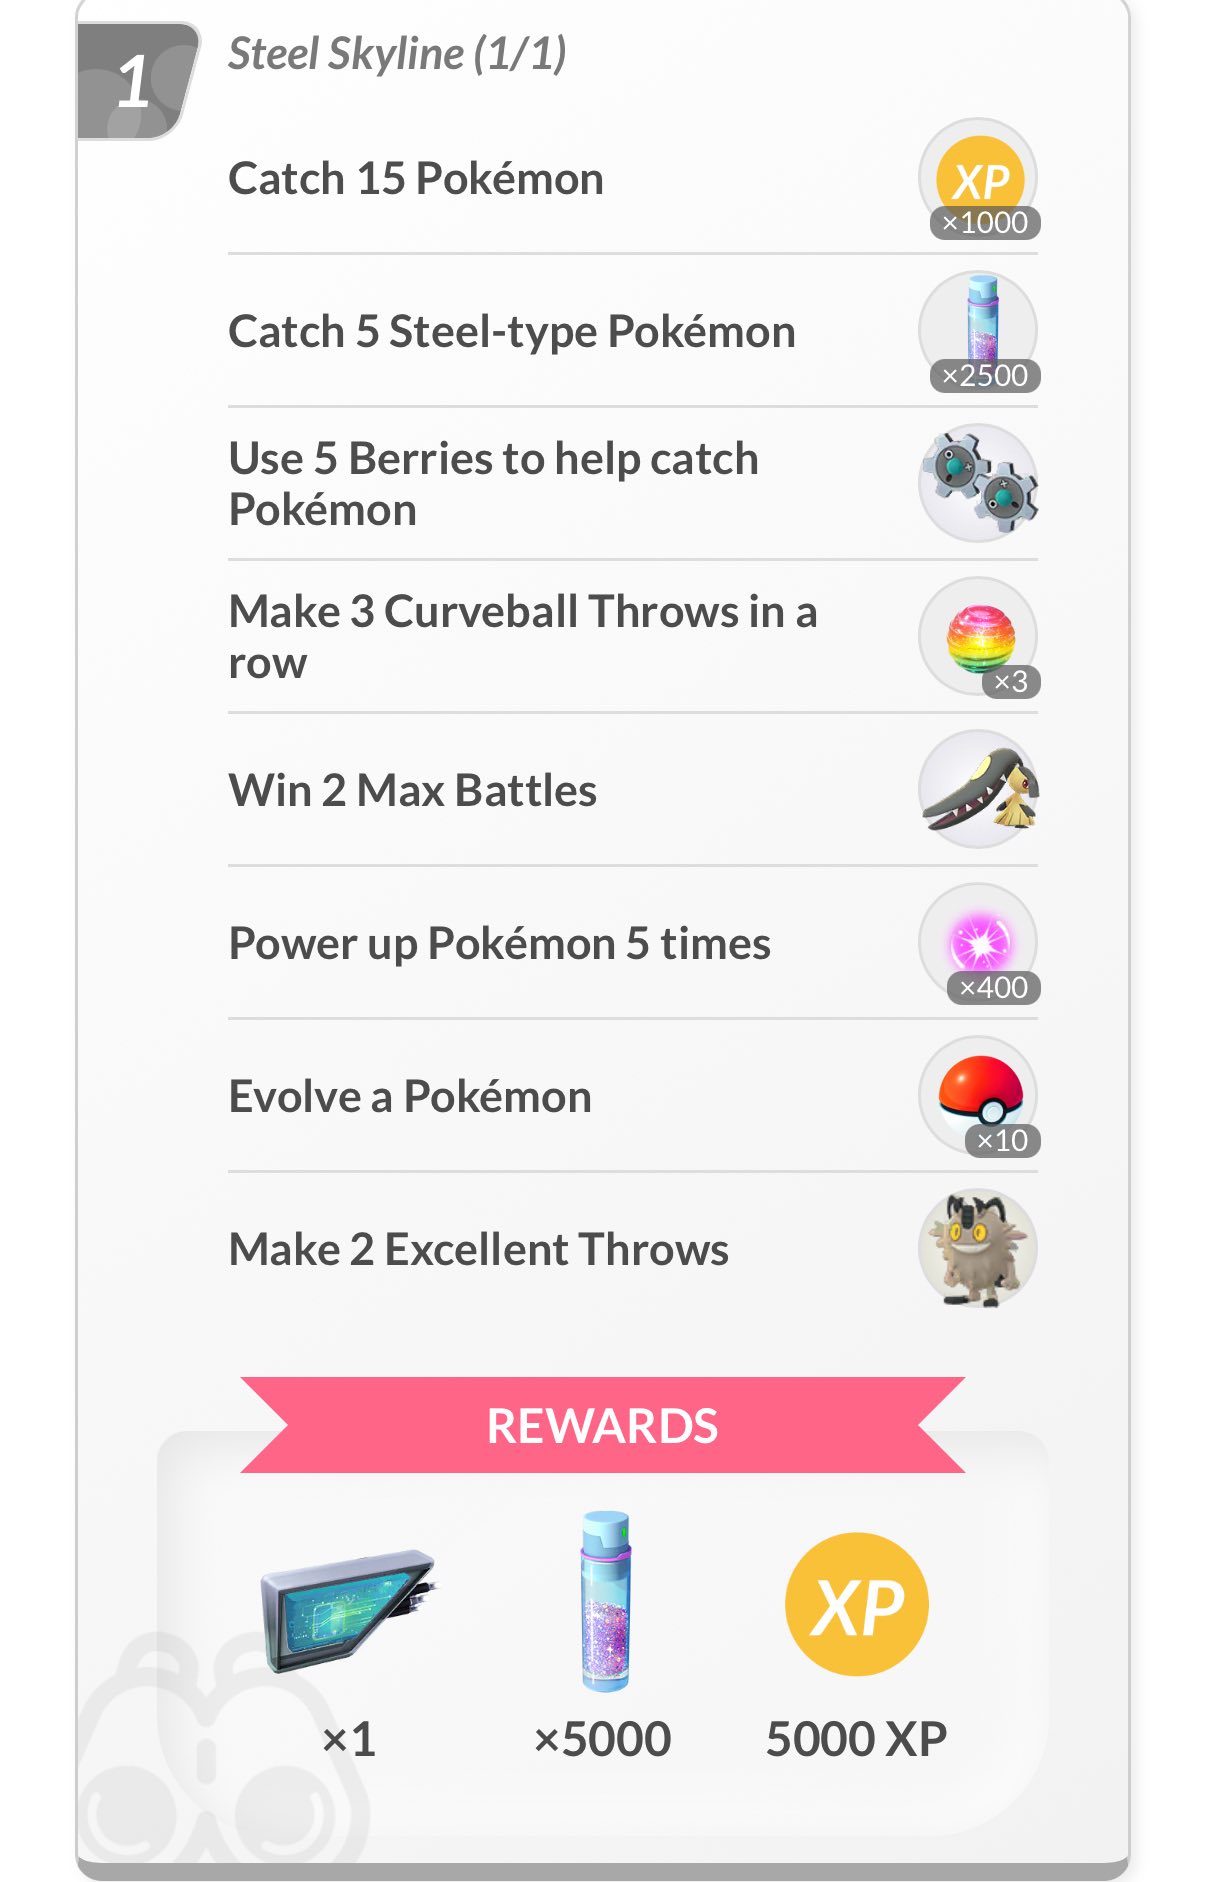 1
Steel Skyline (1/1)
Catch 15 Pokémon
XP
×1000
Catch 5 Steel-type Pokémon
×2500
Use 5 Berries to help catch
Pokémon
Make 3 Curveball Throws in a
row
×3
Win 2 Max Battles
Power up Pokémon 5 times
×400
Evolve a Pokémon
×10
Make 2 Excellent Throws
REWARDS
XP
×1
×5000
5000 XP